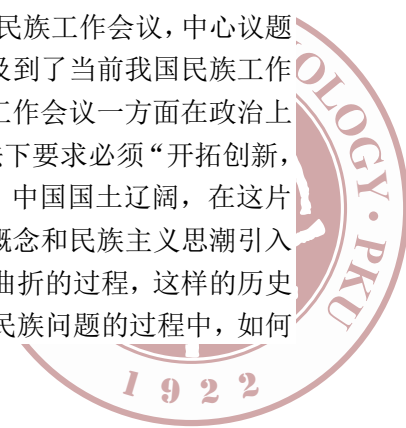 民族工作会议，中心议题
及到了当前我国民族工作
工作会议一方面在政治上
下要求必须“开拓创新，
中国国土辽阔，在这片
概念和民族主义思潮引入
曲折的过程，这样的历史
民族问题的过程中，如何
OLOGY · PKU
1922